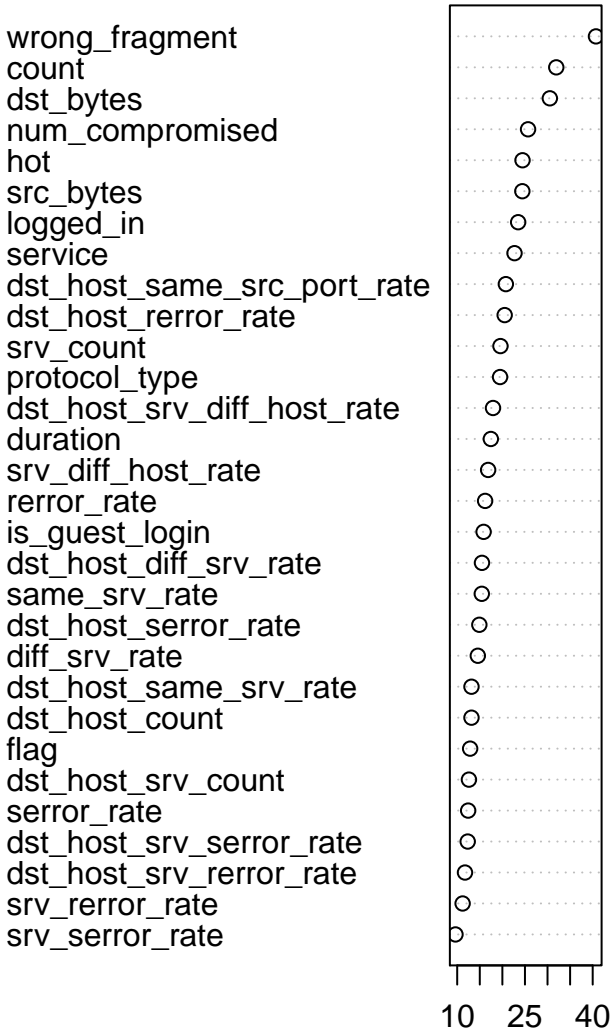 wrong_fragment
count
dst_bytes
num_compromised
hot
src_bytes
logged_in
service
dst_host_same_src_port_rate
dst_host_rerror_rate
srv_count
protocol_type
dst_host_srv_diff_host_rate
duration
srv_diff_host_rate
rerror_rate
is_guest_login
dst_host_diff_srv_rate
same_srv_rate
dst_host_serror_rate
diff_srv_rate
dst_host_same_srv_rate
dst_host_count
flag
dst_host_srv_count
serror_rate
dst_host_srv_serror_rate
dst_host_srv_rerror_rate
srv_rerror_rate
srv_serror_rate
10 25 40